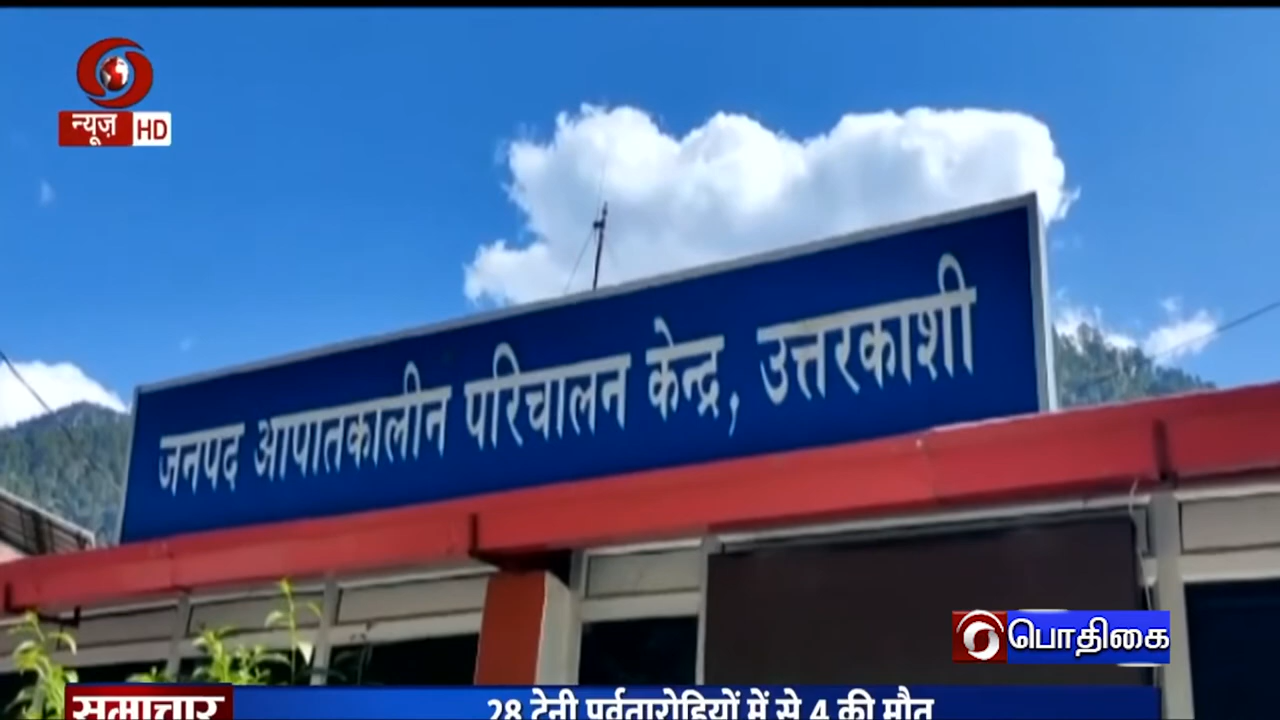 न्यूज़ HD
जनपद आपातकालीन परिचालन केन्द्र, उत्तरकाशी
பொதிகை
समाचार
28 टेनी पर्वतारोहियों में से 4 की मौत